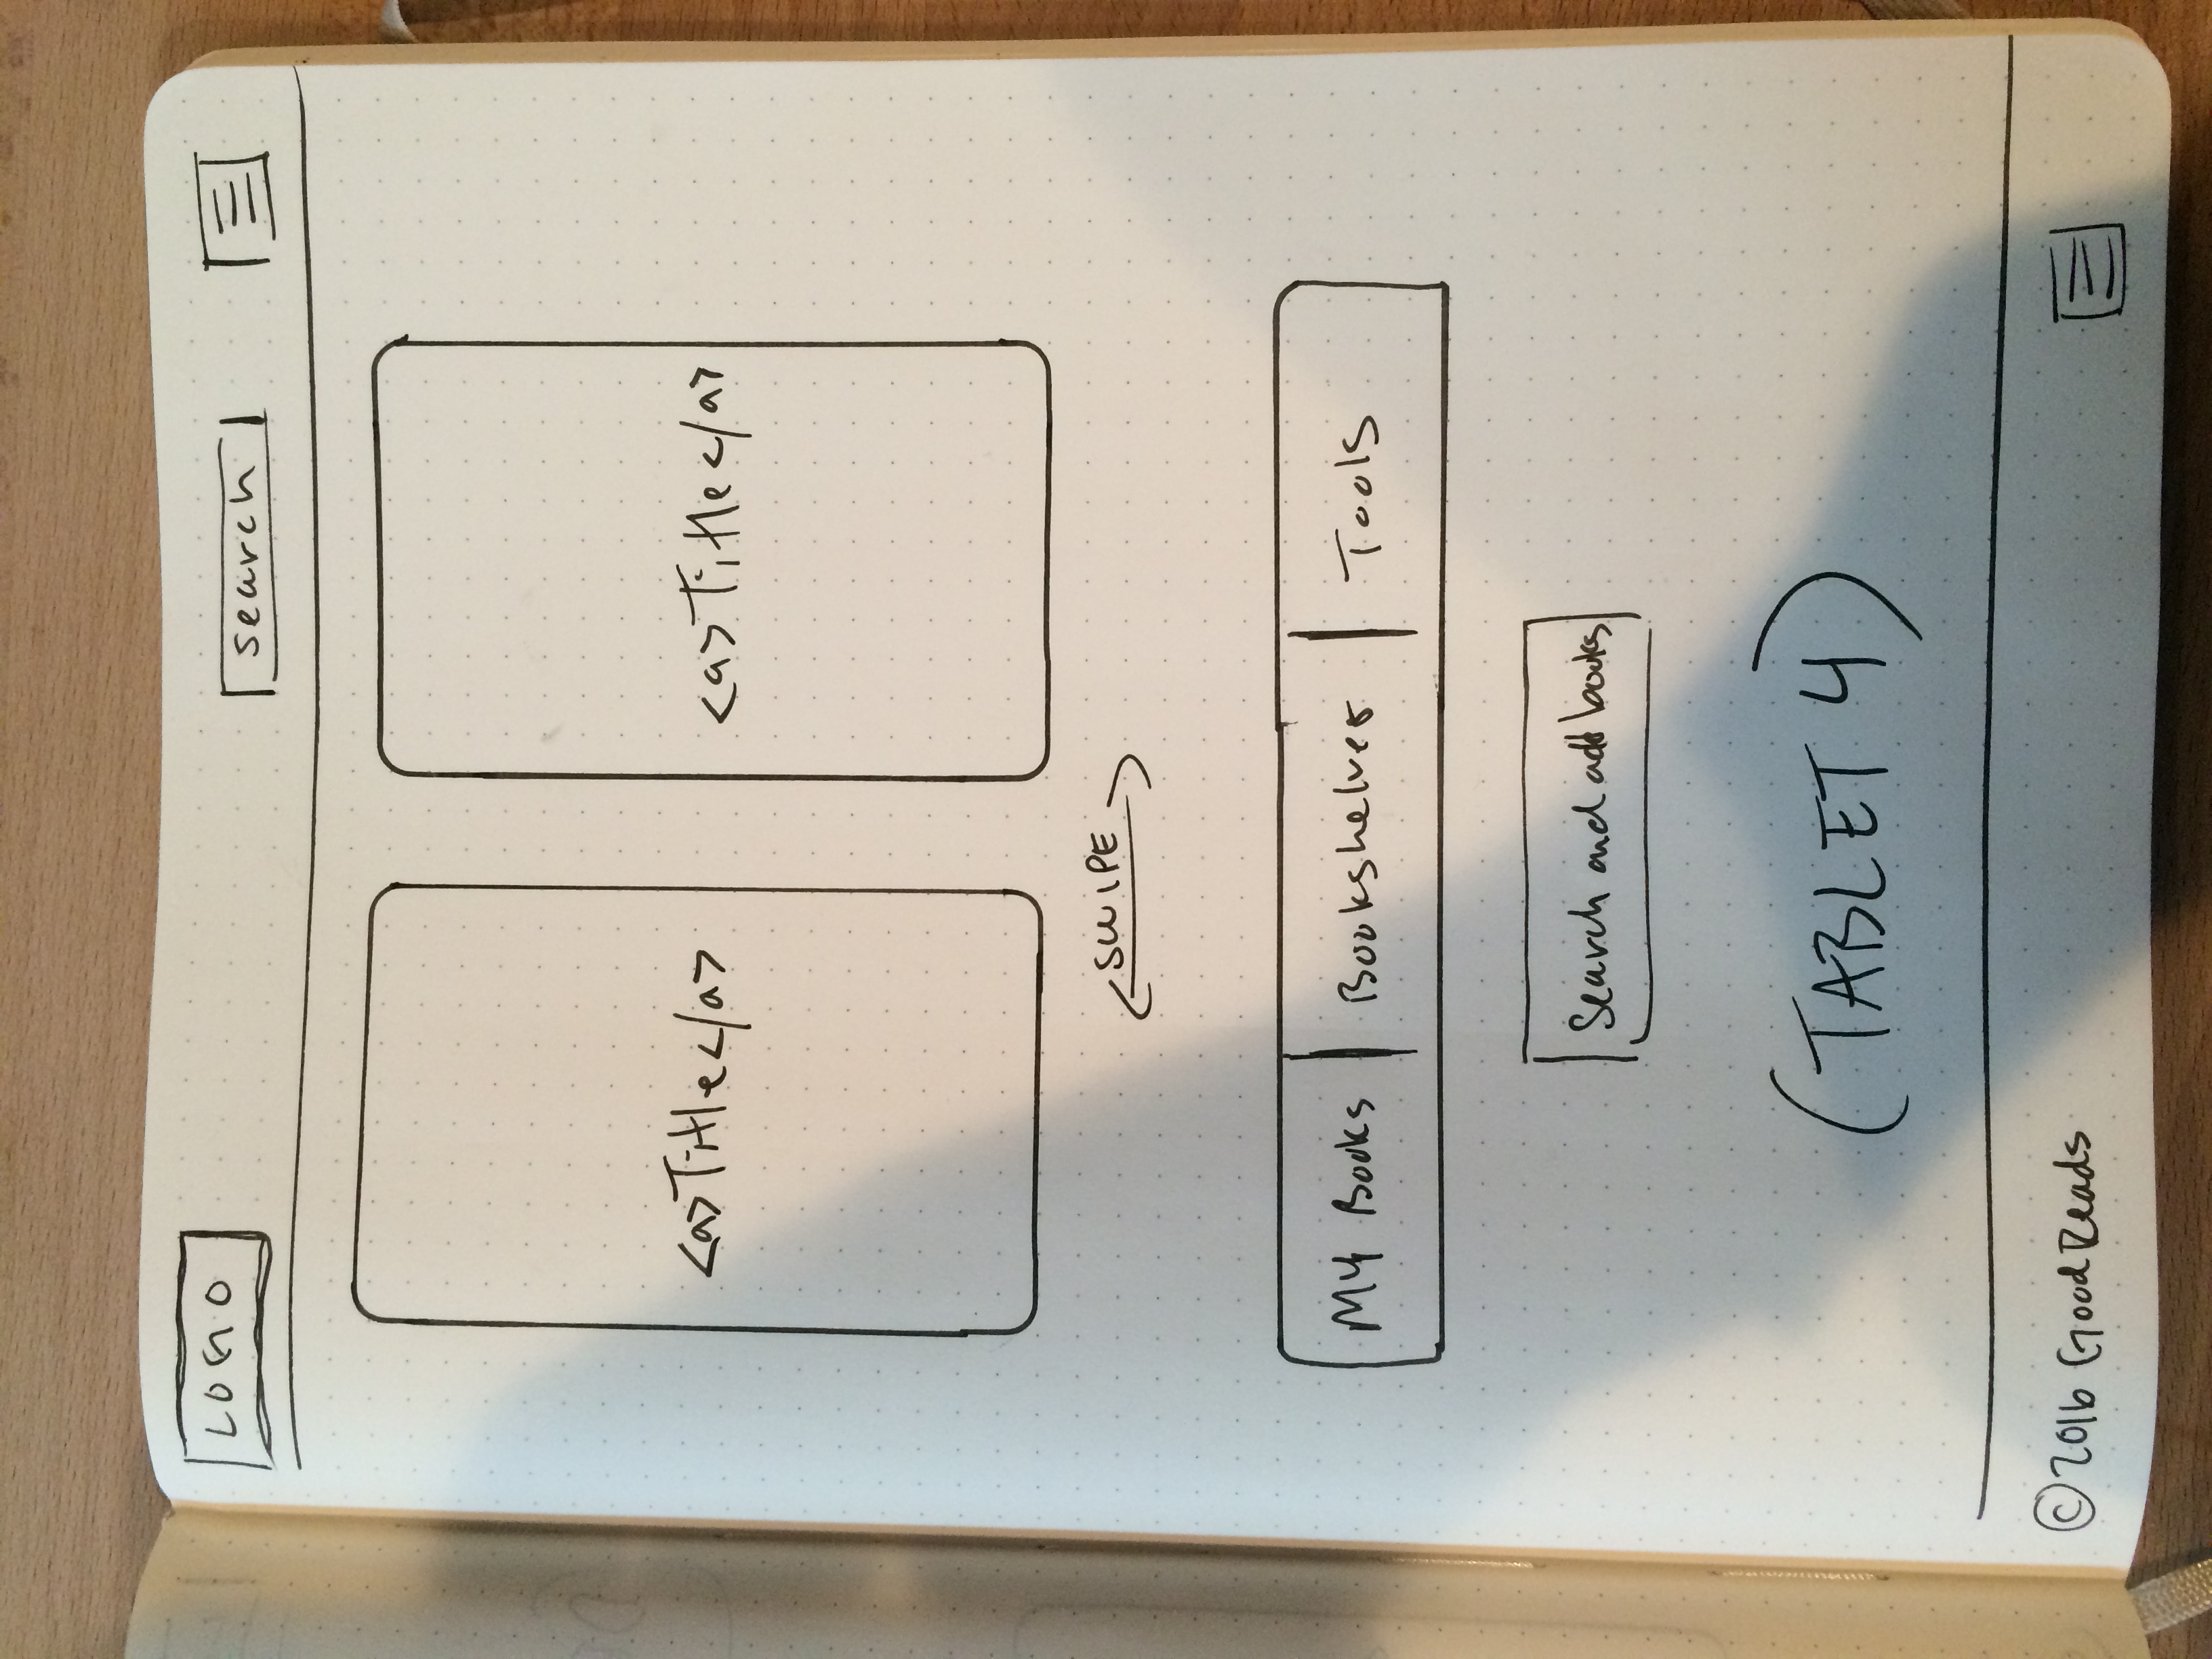 LOGO search
<a>Title</a> <a>Title</a>
SWIPE
My Books Bookshelves Tools
Search and add books
(TABLET 4)
© 2016 GoodReads